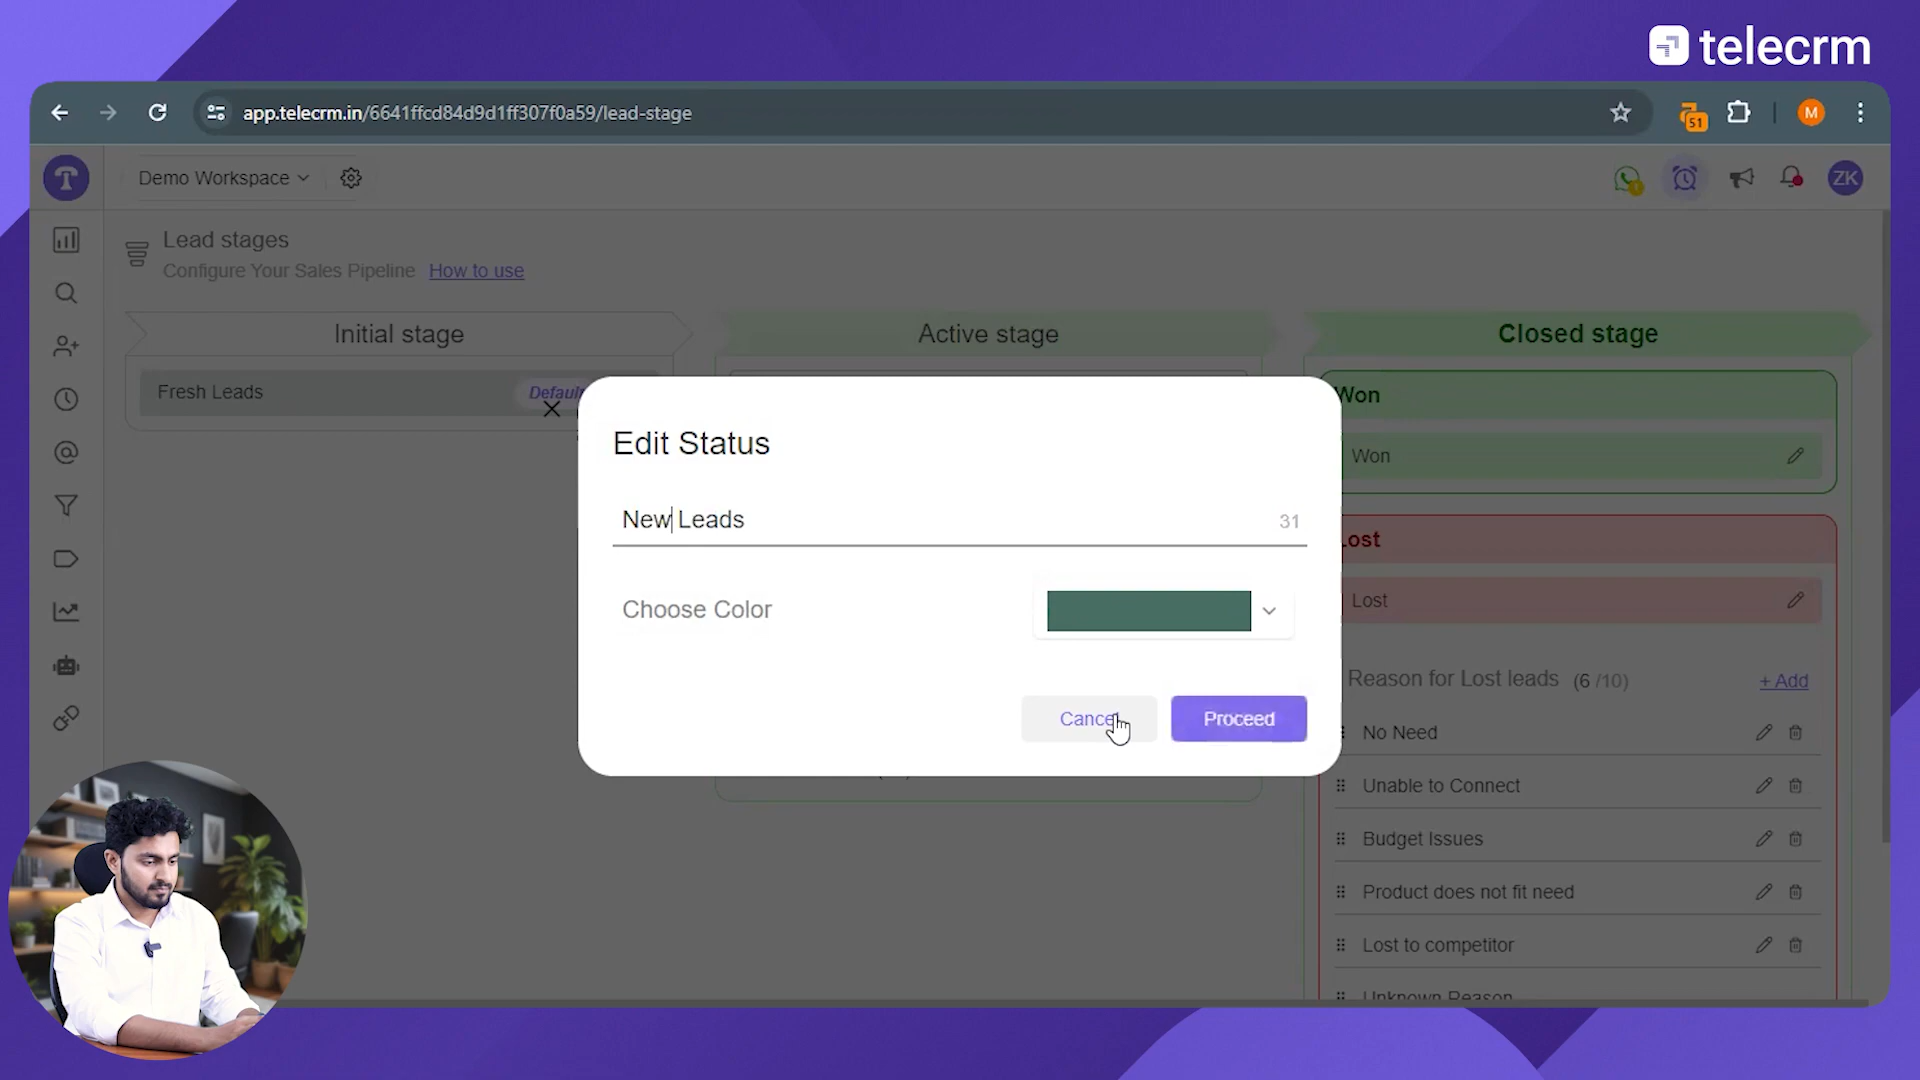 telecrm
app.telecrm.in/6641ffcd84d9d1ff307f0a59/lead-stage
51
M
Demo Workspace
ZK
Lead stages
Configure Your Sales Pipeline How to use
Initial stage
Active stage
Closed stage
Fresh Leads
Won
Won
Edit Status
New Leads
31
Choose Color
Cancel
Proceed
Lost
Lost
Reason for Lost leads (6 /10)
+ Add
No Need
Unable to Connect
Budget Issues
Product does not fit need
Lost to competitor
Unknown Reason